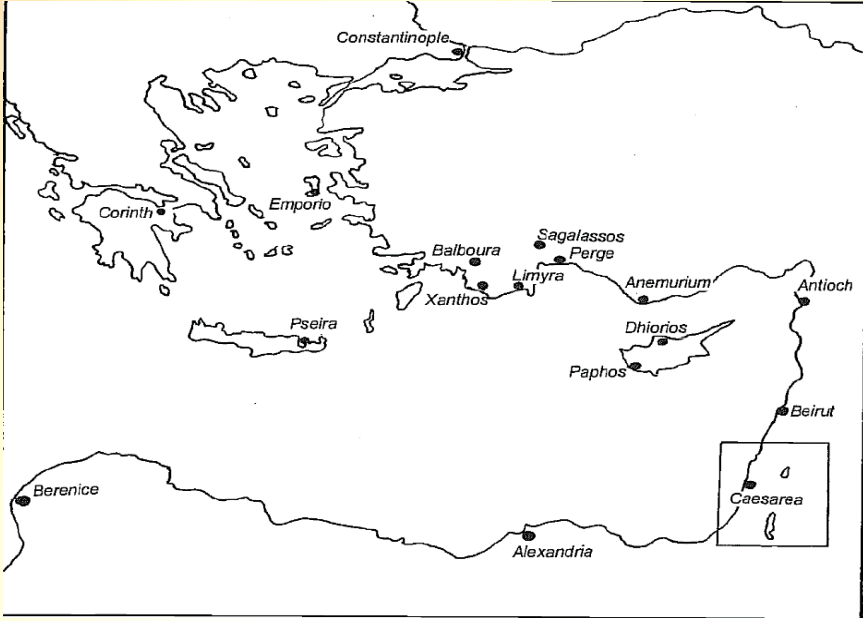 Constantinople
Emporio
Corinth
Sagalassos
Balboura
Perge
Limyra
Anemurium
Xanthos
Antioch
Pseira
Dhiorios
Paphos
Beirut
Berenice
Caesarea
Alexandria